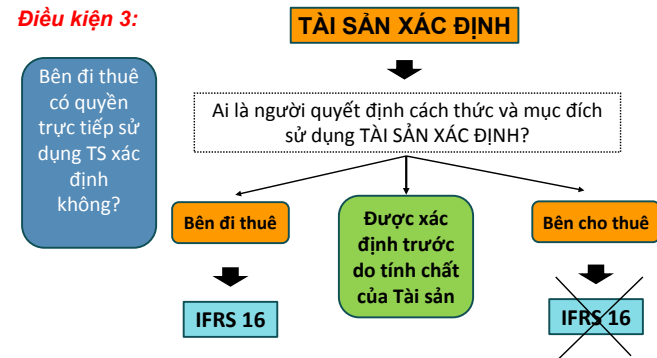 Điều kiện 3:
TÀI SẢN XÁC ĐỊNH
Bên đi thuê
có quyền
trực tiếp sử
dụng TS xác
định
không?
Ai là người quyết định cách thức và mục đích
sử dụng TÀI SẢN XÁC ĐỊNH?
Bên đi thuê
Được xác
định trước
do tính chất
của Tài sản
Bên cho thuê
IFRS 16
IFRS 16